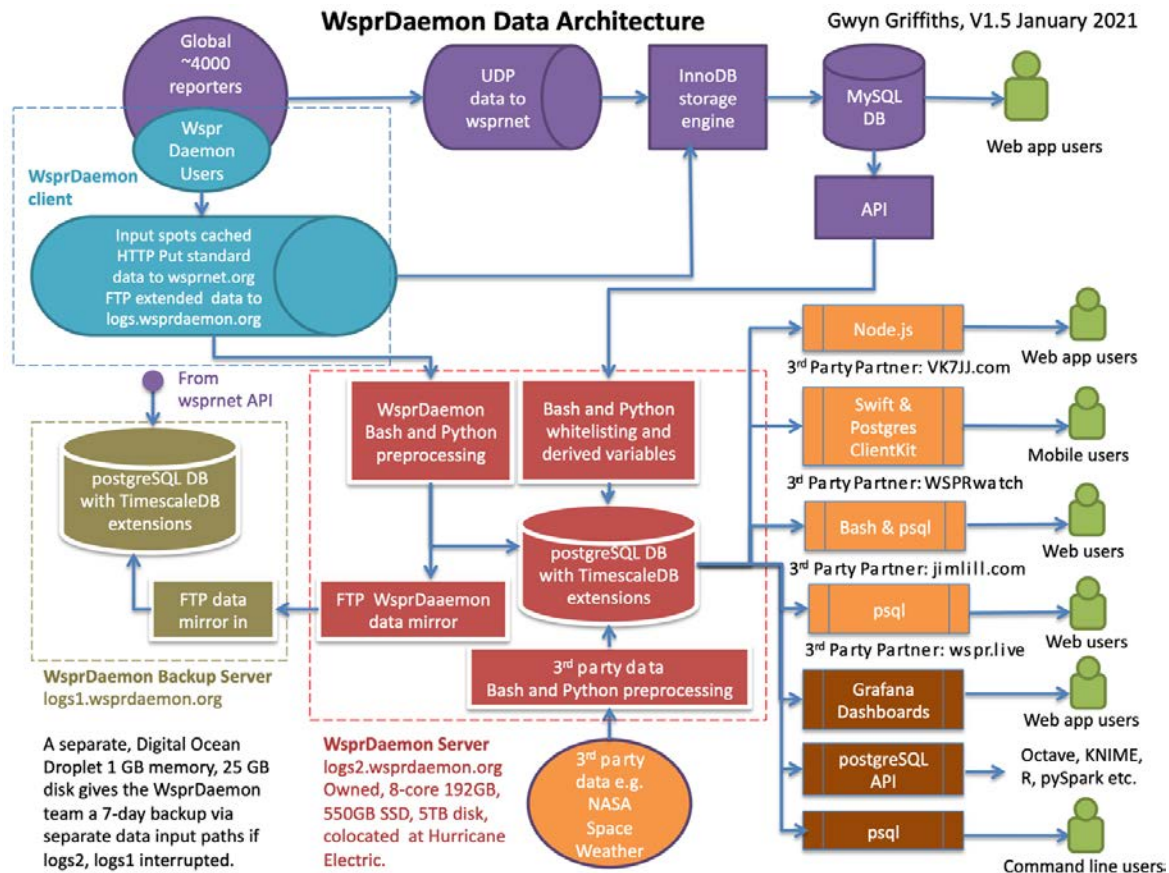 WsprDaemon Data Architecture
Gwyn Griffiths, V1.5 January 2021
Global
~4000
reporters
UDP
data to
wsprnet
InnoDB
storage
engine
MySQL
DB
Web app users
Wspr
Daemon
Users
WsprDaemon
client
API
Input spots cached
HTTP Put standard
data to wsprnet.org
FTP extended data to
logs.wsprdaemon.org
Node.js
Web app users
3rd Party Partner: VK7JJ.com
From
wsprnet API
WsprDaemon
Bash and Python
preprocessing
Bash and Python
whitelisting and
derived variables
Swift &
Postgres
ClientKit
Mobile users
3rd Party Partner: WSPRwatch
postgreSQL DB
with TimescaleDB
extensions
postgreSQL DB
with TimescaleDB
extensions
Bash & psql
Web users
3rd Party Partner: jimlill.com
FTP data
mirror in
FTP WsprDaaemon
data mirror
psql
Web users
3rd Party Partner: wspr.live
3rd party data
Bash and Python preprocessing
WsprDaemon Backup Server
logs1.wsprdaemon.org
Grafana
Dashboards
Web app users
A separate, Digital Ocean
Droplet 1 GB memory, 25 GB
disk gives the WsprDaemon
team a 7-day backup via
separate data input paths if
logs2, logs1 interrupted.
WsprDaemon Server
logs2.wsprdaemon.org
Owned, 8-core 192GB,
550GB SSD, 5TB disk,
colocated at Hurricane
Electric.
3rd party
data e.g.
NASA
Space
Weather
postgreSQL
API
Octave, KNIME,
R, pySpark etc.
psql
Command line users